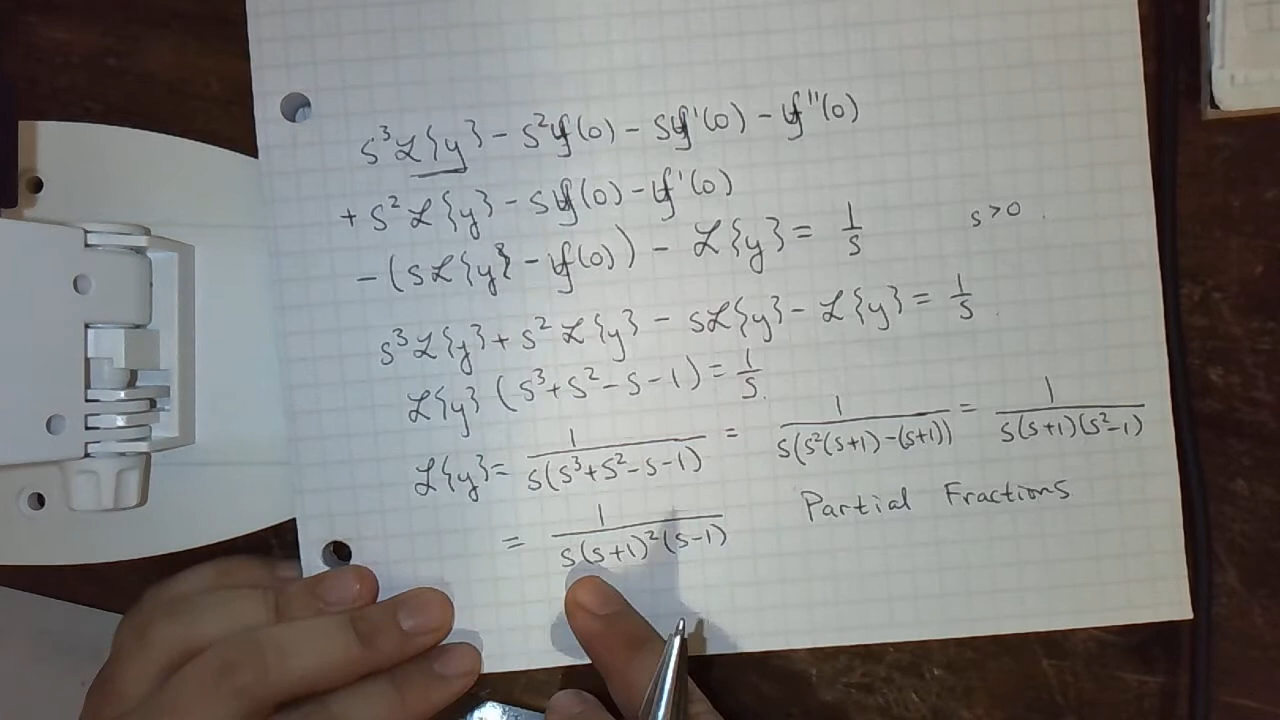 s³ℒ{y} - s²y(0) - sy'(0) - y''(0)
+ s²ℒ{y} - sy(0) - y'(0)
-(sℒ{y} - y(0)) - ℒ{y} = 1/s    s>0.
s³ℒ{y} + s²ℒ{y} - sℒ{y} - ℒ{y} = 1/s.
ℒ{y}(s³+s²-s-1) = 1/s.
ℒ{y} = 1/(s(s³+s²-s-1)) = 1/(s(s²(s+1)-(s+1))) = 1/(s(s+1)(s²-1))
= 1/(s(s+1)²(s-1))    Partial Fractions